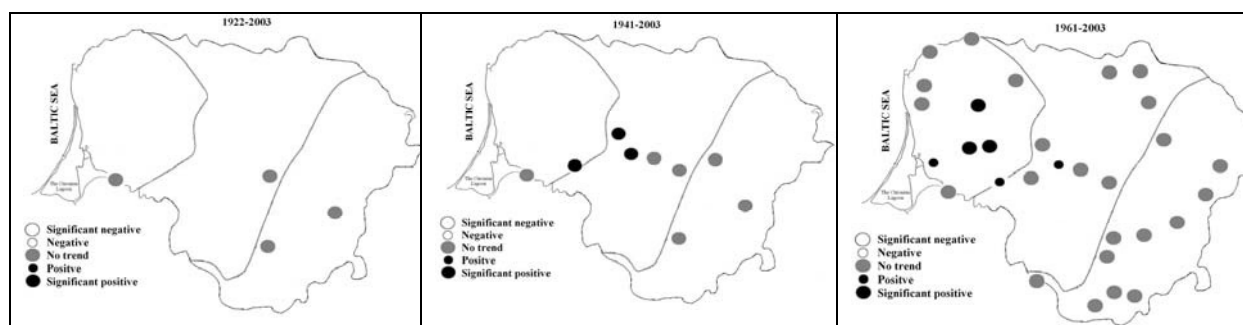 1922-2003
BALTIC SEA
The Curonian
Lagoon
Significant negative
Negative
No trend
Positve
Significant positive
1941-2003
BALTIC SEA
The Curonian
Lagoon
Significant negative
Negative
No trend
Positve
Significant positive
1961-2003
BALTIC SEA
The Curonian
Lagoon
Significant negative
Negative
No trend
Positve
Significant positive